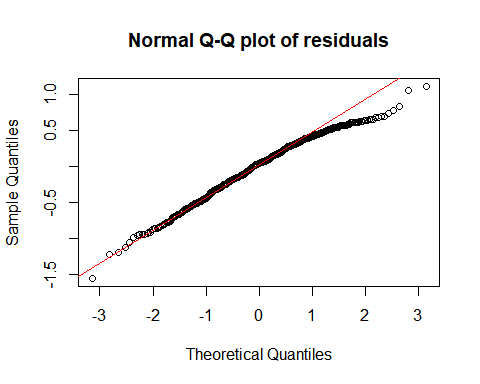 Normal Q-Q plot of residuals
Sample Quantiles
1.0
0.5
-0.5
-1.5
-3 -2 -1 0 1 2 3
Theoretical Quantiles